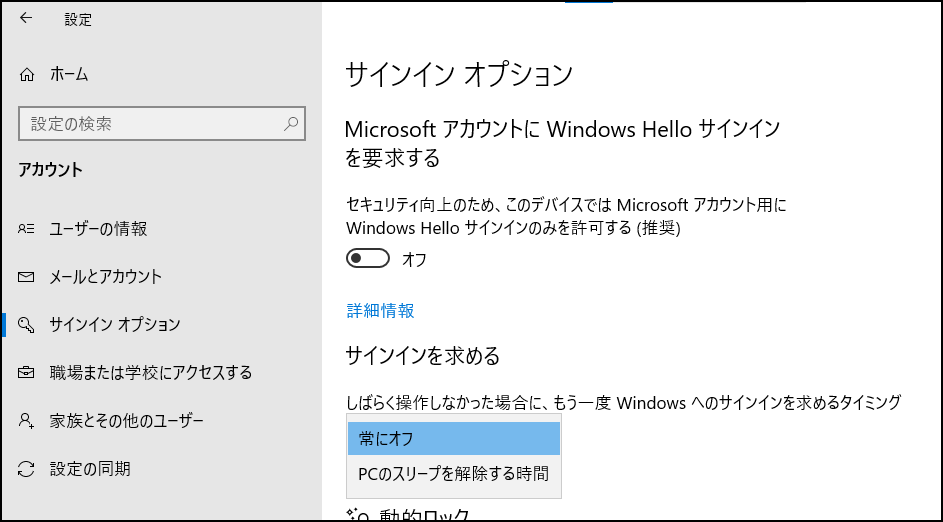 設定
ホーム
設定の検索
アカウント
ユーザーの情報
メールとアカウント
サインイン オプション
職場または学校にアクセスする
家族とその他のユーザー
設定の同期
サインイン オプション
Microsoft アカウントに Windows Hello サインイン
を要求する
セキュリティ向上のため、このデバイスでは Microsoft アカウント用に
Windows Hello サインインのみを許可する (推奨)
オフ
詳細情報
サインインを求める
しばらく操作しなかった場合に、もう一度 Windows へのサインインを求めるタイミング
常にオフ
PCのスリープを解除する時間
動的ロック